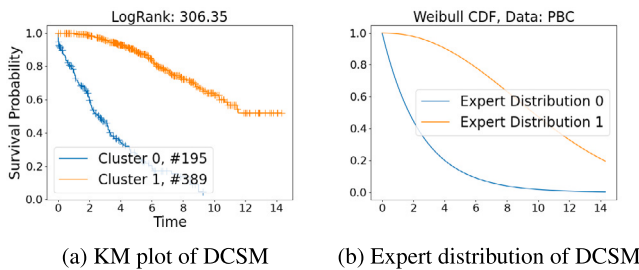 LogRank: 306.35
Survival Probability
1.0
0.8
0.6
0.4
0.2
0.0
Cluster 0, #195
Cluster 1, #389
0 2 4 6 8 10 12 14
Time
(a) KM plot of DCSM
Weibull CDF, Data: PBC
1.0
0.8
0.6
0.4
0.2
0.0
Expert Distribution 0
Expert Distribution 1
0 2 4 6 8 10 12 14
(b) Expert distribution of DCSM